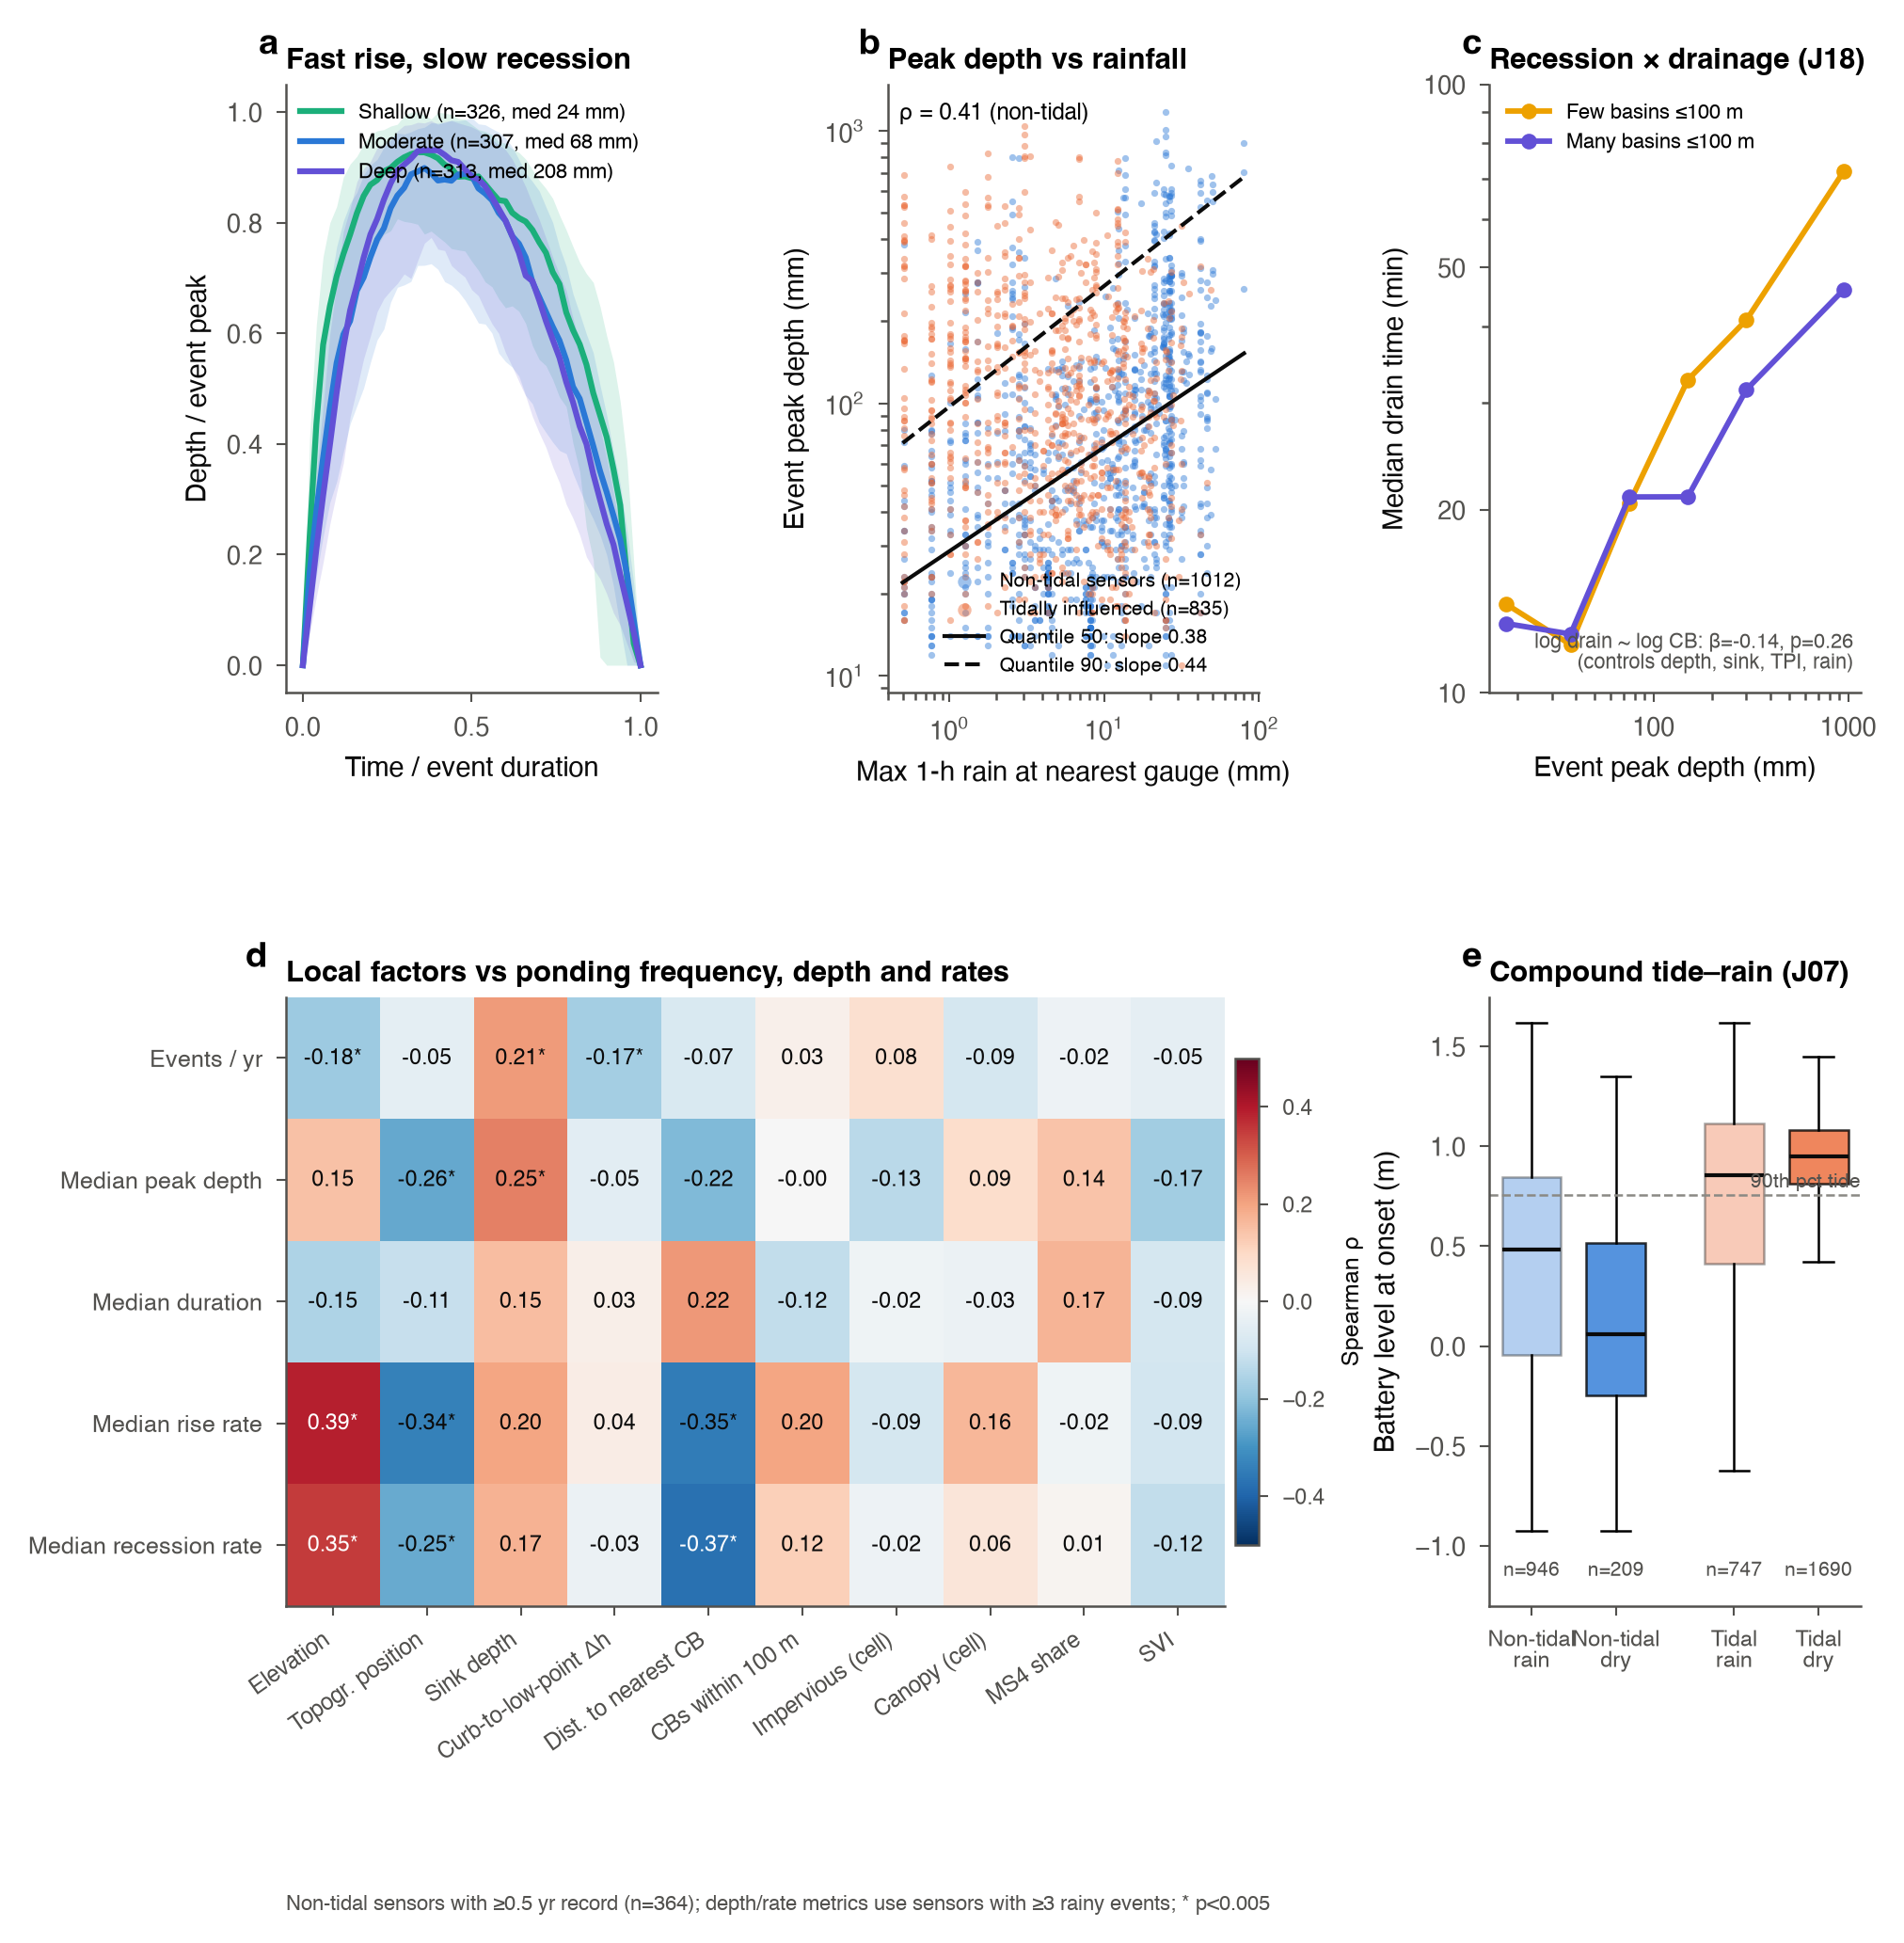 a
Fast rise, slow recession
1.0
0.8
0.6
0.4
0.2
0.0
Depth / event peak
Shallow (n=326, med 24 mm)
Moderate (n=307, med 68 mm)
Deep (n=313, med 208 mm)
0.0
0.5
1.0
Time / event duration
b
Peak depth vs rainfall
ρ = 0.41 (non-tidal)
10³
10²
10¹
Event peak depth (mm)
Non-tidal sensors (n=1012)
Tidally influenced (n=835)
Quantile 50: slope 0.38
Quantile 90: slope 0.44
10⁰
10¹
10²
Max 1-h rain at nearest gauge (mm)
c
Recession × drainage (J18)
100
50
20
10
Median drain time (min)
Few basins ≤100 m
Many basins ≤100 m
log drain ~ log CB: β=-0.14, p=0.26
(controls depth, sink, TPI, rain)
100
1000
Event peak depth (mm)
d
Local factors vs ponding frequency, depth and rates
Events / yr
-0.18* -0.05 0.21* -0.17* -0.07 0.03 0.08 -0.09 -0.02 -0.05
Median peak depth
0.15 -0.26* 0.25* -0.05 -0.22 -0.00 -0.13 0.09 0.14 -0.17
Median duration
-0.15 -0.11 0.15 0.03 0.22 -0.12 -0.02 -0.03 0.17 -0.09
Median rise rate
0.39* -0.34* 0.20 0.04 -0.35* 0.20 -0.09 0.16 -0.02 -0.09
Median recession rate
0.35* -0.25* 0.17 -0.03 -0.37* 0.12 -0.02 0.06 0.01 -0.12
Elevation
Topogr. position
Sink depth
Curb-to-low-point Δh
Dist. to nearest CB
CBs within 100 m
Impervious (cell)
Canopy (cell)
MS4 share
SVI
0.4
0.2
0.0
−0.2
−0.4
Spearman ρ
e
Compound tide–rain (J07)
1.5
1.0
0.5
0.0
−0.5
−1.0
Battery level at onset (m)
90th pct tide
n=946
n=209
n=747
n=1690
Non-tidal
rain
Non-tidal
dry
Tidal
rain
Tidal
dry
Non-tidal sensors with ≥0.5 yr record (n=364); depth/rate metrics use sensors with ≥3 rainy events; * p<0.005